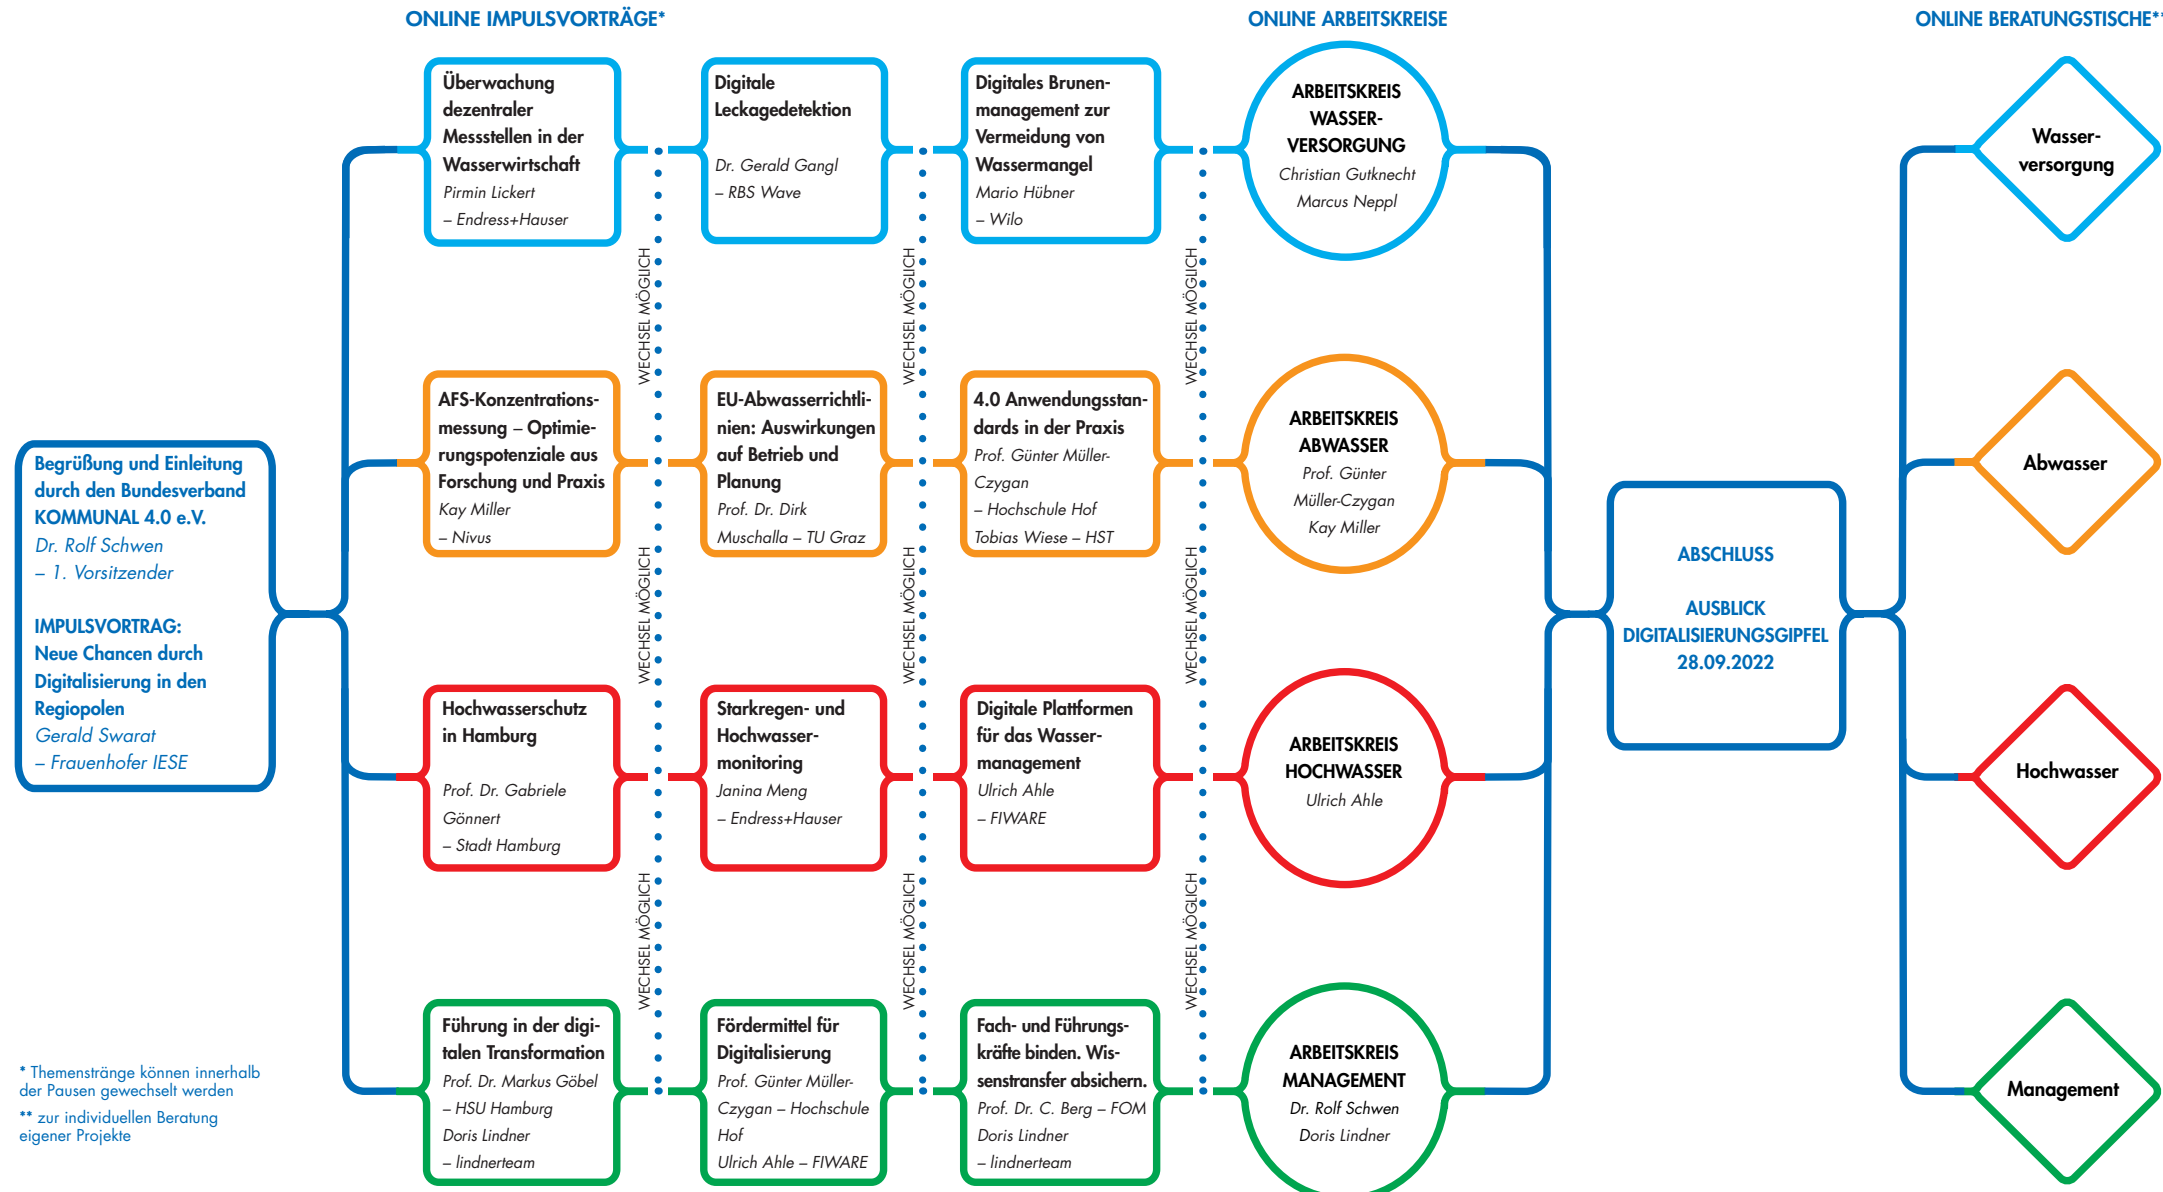 ONLINE IMPULSVORTRÄGE*
ONLINE ARBEITSKREISE
ONLINE BERATUNGSTISCHE**
Begrüßung und Einleitung
durch den Bundesverband
KOMMUNAL 4.0 e.V.
Dr. Rolf Schwen
– 1. Vorsitzender
IMPULSVORTRAG:
Neue Chancen durch
Digitalisierung in den
Regiopolen
Gerald Swarat
– Frauenhofer IESE
Überwachung
dezentraler
Messstellen in der
Wasserwirtschaft
Pirmin Lickert
– Endress+Hauser
Digitale
Leckagedetektion
Dr. Gerald Gangl
– RBS Wave
Digitales Brunen-
management zur
Vermeidung von
Wassermangel
Mario Hübner
– Wilo
ARBEITSKREIS
WASSER-
VERSORGUNG
Christian Gutknecht
Marcus Neppl
Wasser-
versorgung
WECHSEL MÖGLICH
WECHSEL MÖGLICH
WECHSEL MÖGLICH
AFS-Konzentrations-
messung – Optimie-
rungspotenziale aus
Forschung und Praxis
Kay Miller
– Nivus
EU-Abwasserrichtli-
nien: Auswirkungen
auf Betrieb und
Planung
Prof. Dr. Dirk
Muschalla – TU Graz
4.0 Anwendungsstan-
dards in der Praxis
Prof. Günter Müller-
Czygan
– Hochschule Hof
Tobias Wiese – HST
ARBEITSKREIS
ABWASSER
Prof. Günter
Müller-Czygan
Kay Miller
Abwasser
WECHSEL MÖGLICH
WECHSEL MÖGLICH
WECHSEL MÖGLICH
ABSCHLUSS
AUSBLICK
DIGITALISIERUNGSGIPFEL
28.09.2022
Hochwasserschutz
in Hamburg
Prof. Dr. Gabriele
Gönnert
– Stadt Hamburg
Starkregen- und
Hochwasser-
monitoring
Janina Meng
– Endress+Hauser
Digitale Plattformen
für das Wasser-
management
Ulrich Ahle
– FIWARE
ARBEITSKREIS
HOCHWASSER
Ulrich Ahle
Hochwasser
WECHSEL MÖGLICH
WECHSEL MÖGLICH
WECHSEL MÖGLICH
Führung in der digi-
talen Transformation
Prof. Dr. Markus Göbel
– HSU Hamburg
Doris Lindner
– lindnerteam
Fördermittel für
Digitalisierung
Prof. Günter Müller-
Czygan – Hochschule
Hof
Ulrich Ahle – FIWARE
Fach- und Führungs-
kräfte binden. Wis-
senstransfer absichern.
Prof. Dr. C. Berg – FOM
Doris Lindner
– lindnerteam
ARBEITSKREIS
MANAGEMENT
Dr. Rolf Schwen
Doris Lindner
Management
* Themenstränge können innerhalb
der Pausen gewechselt werden
** zur individuellen Beratung
eigener Projekte